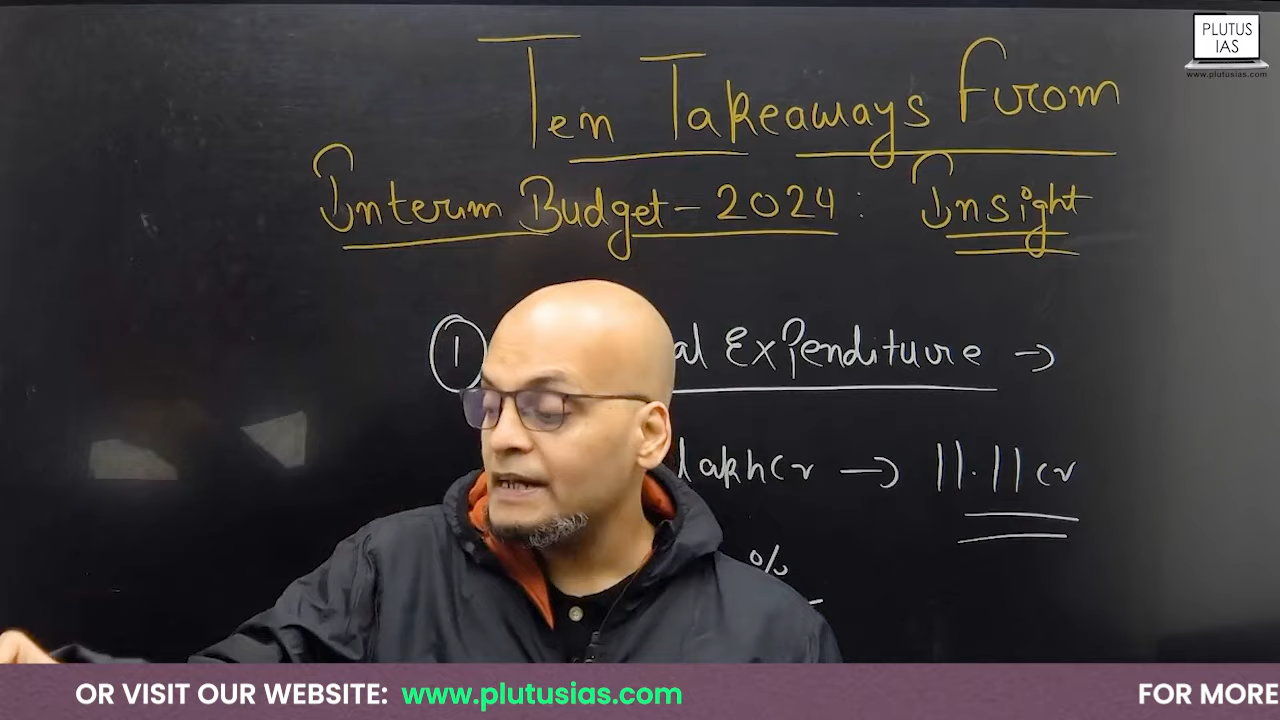 PLUTUS
IAS
www.plutusias.com
Ten Takeaways From
Interim Budget - 2024 : Insight
① al Expenditure →
lakh Cr → 11.11 cr
%
OR VISIT OUR WEBSITE: www.plutusias.com FOR MORE